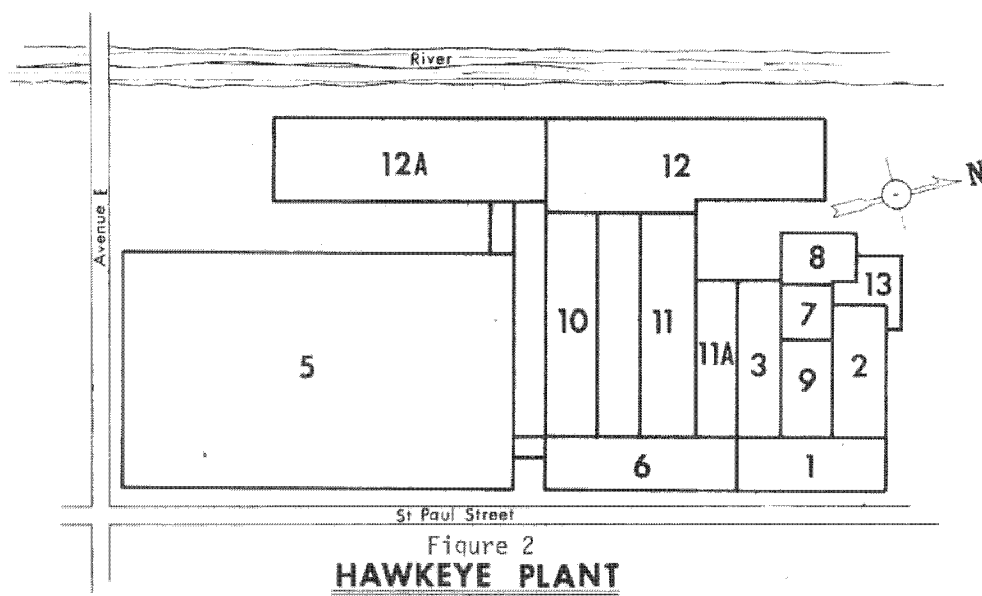 River
12A
12
N
Avenue E
8
13
5
10
11
11A
3
7
9
2
6
1
St Paul Street
Figure 2
HAWKEYE PLANT